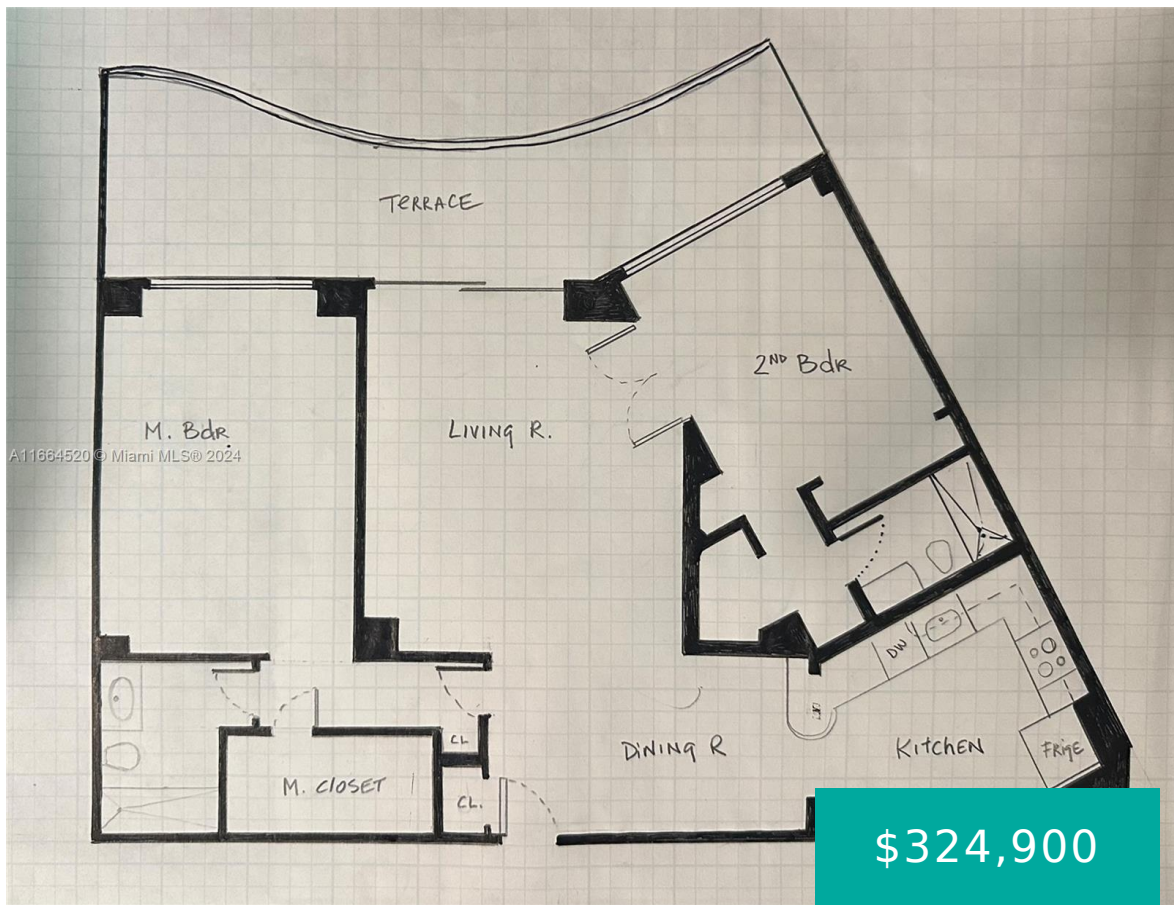 TERRACE
2ND Bdr
M. Bdr.
LIVING R.
A11664520 © Miami MLS® 2024
DW
CL
DINING R
KITCHEN
FRIGE
M. CLOSET
CL.
$324,900